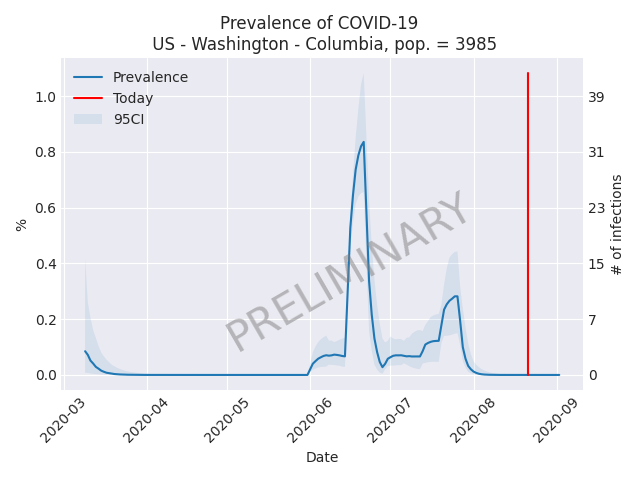 Prevalence of COVID-19
US - Washington - Columbia, pop. = 3985
Prevalence
Today
95CI
1.0
0.8
0.6
0.4
0.2
0.0
%
39
31
23
15
7
0
# of infections
PRELIMINARY
2020-03
2020-04
2020-05
2020-06
2020-07
2020-08
2020-09
Date